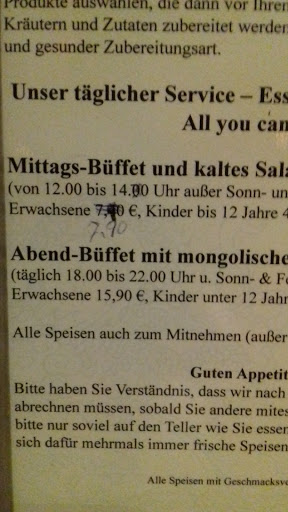 Produkte auswählen, die dann vor Ihren
Kräutern und Zutaten zubereitet werden
und gesunder Zubereitungsart.
Unser täglicher Service – Ess
All you can
Mittags-Büffet und kaltes Sala
(von 12.00 bis 14.00 Uhr außer Sonn- un
Erwachsene €, Kinder bis 12 Jahre 4
7,90
Abend-Büffet mit mongolische
(täglich 18.00 bis 22.00 Uhr u. Sonn- & Fe
Erwachsene 15,90 €, Kinder unter 12 Jahr
Alle Speisen auch zum Mitnehmen (außer
Guten Appetit
Bitte haben Sie Verständnis, dass wir nach
abrechnen müssen, sobald Sie andere mites
bitte nur soviel auf den Teller wie Sie essen
sich dafür mehrmals immer frische Speisen
Alle Speisen mit Geschmacksve